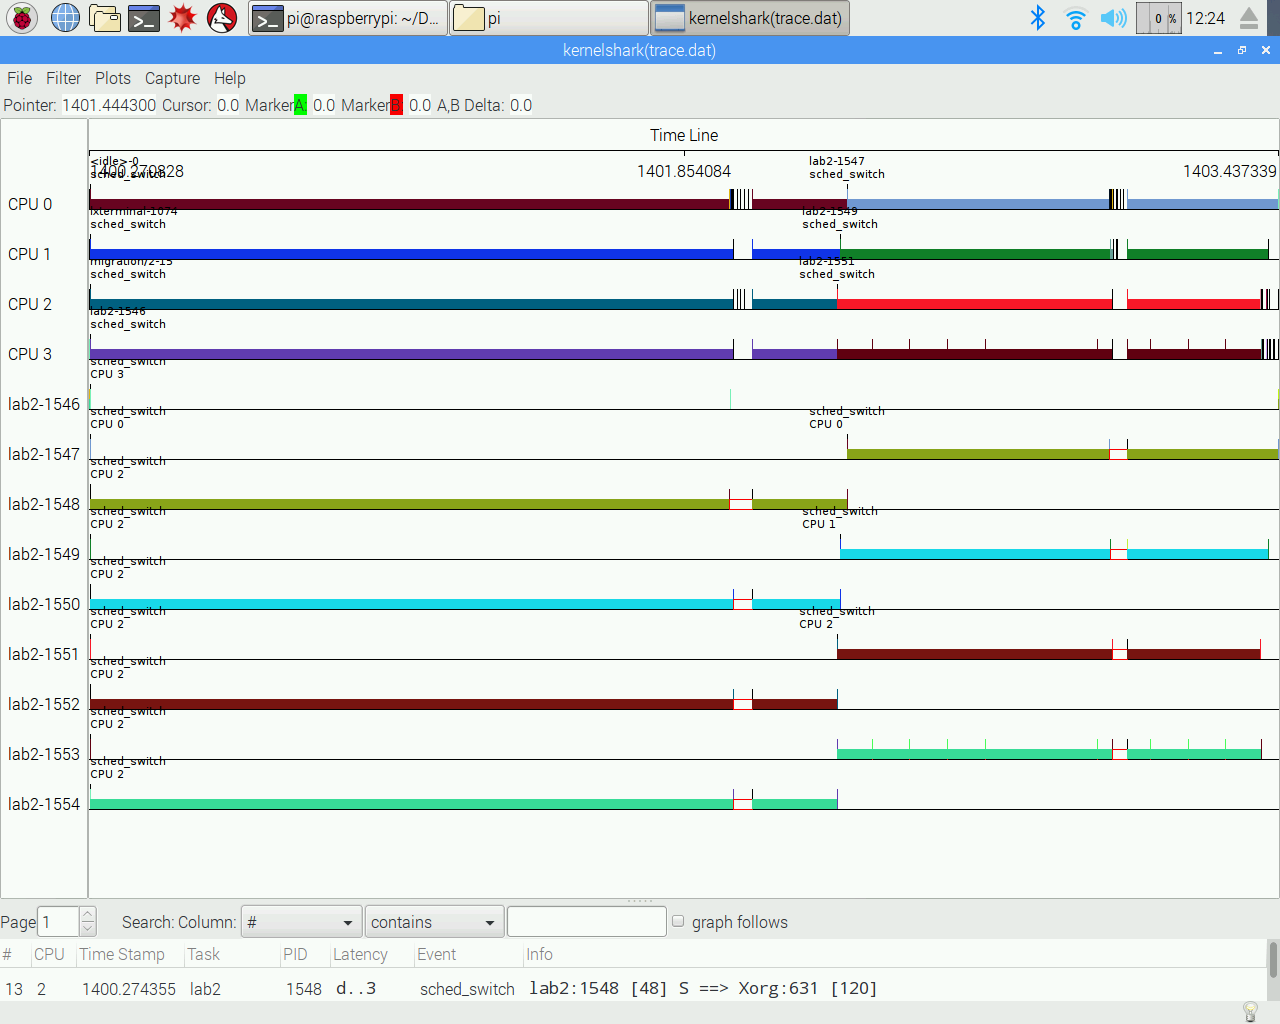 pi@raspberrypi: ~/D... pi kernelshark(trace.dat) 0 % 12:24
kernelshark(trace.dat)
File Filter Plots Capture Help
Pointer: 1401.444300 Cursor: 0.0 Marker A: 0.0 Marker B: 0.0 A,B Delta: 0.0
Time Line
<idle>-0 lab2-1547
1400.270828 1401.854084 1403.437339
sched_switch sched_switch
CPU 0
lxterminal-1074 lab2-1549
sched_switch sched_switch
CPU 1
migration/2-15 lab2-1551
sched_switch sched_switch
CPU 2
lab2-1546
sched_switch
CPU 3
sched_switch
CPU 3
lab2-1546
sched_switch sched_switch
CPU 0 CPU 0
lab2-1547
sched_switch
CPU 2
lab2-1548
sched_switch sched_switch
CPU 2 CPU 1
lab2-1549
sched_switch
CPU 2
lab2-1550
sched_switch sched_switch
CPU 2 CPU 2
lab2-1551
sched_switch
CPU 2
lab2-1552
sched_switch
CPU 2
lab2-1553
sched_switch
CPU 2
lab2-1554
Page 1 Search: Column: # contains graph follows
# CPU Time Stamp Task PID Latency Event Info
13 2 1400.274355 lab2 1548 d..3 sched_switch lab2:1548 [48] S ==> Xorg:631 [120]